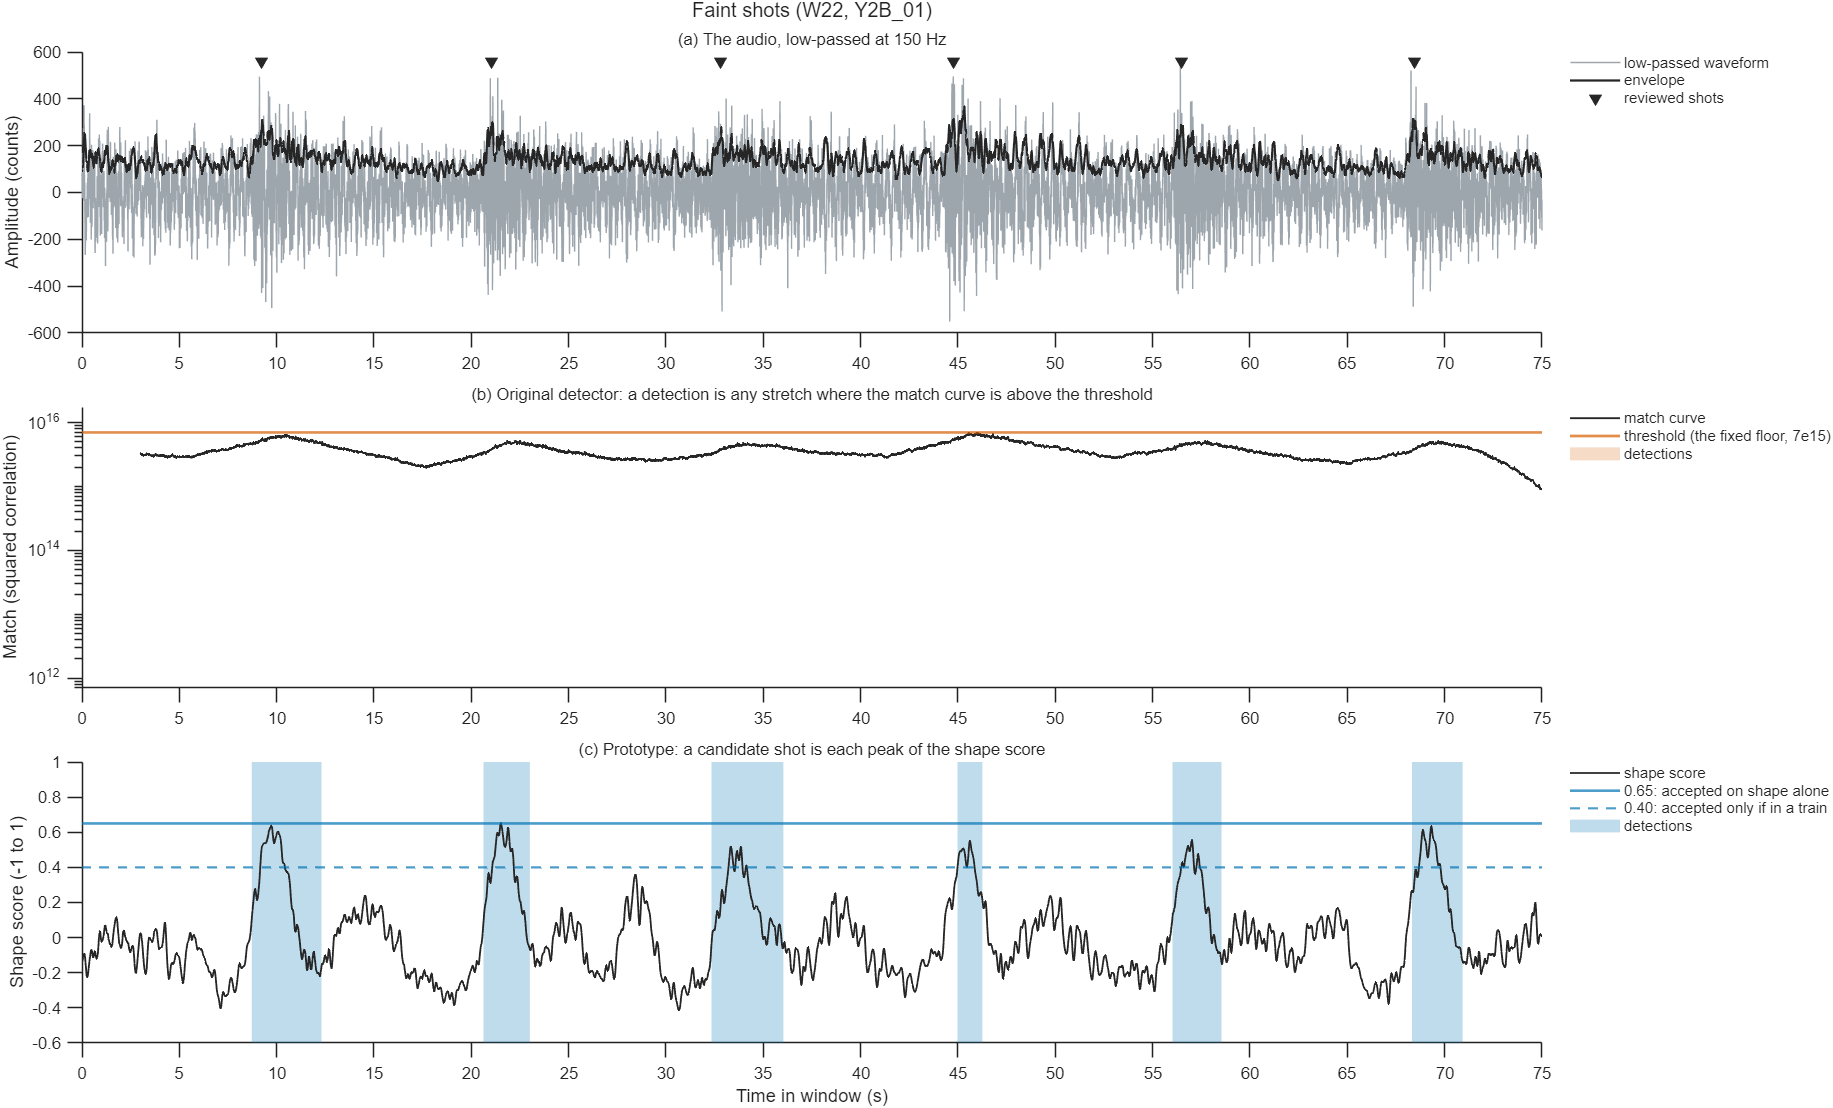 Faint shots (W22, Y2B_01)
(a) The audio, low-passed at 150 Hz
Amplitude (counts)
600
400
200
0
-200
-400
-600
0 5 10 15 20 25 30 35 40 45 50 55 60 65 70 75
low-passed waveform
envelope
reviewed shots
(b) Original detector: a detection is any stretch where the match curve is above the threshold
Match (squared correlation)
10^16
10^14
10^12
0 5 10 15 20 25 30 35 40 45 50 55 60 65 70 75
match curve
threshold (the fixed floor, 7e15)
detections
(c) Prototype: a candidate shot is each peak of the shape score
Shape score (-1 to 1)
1
0.8
0.6
0.4
0.2
0
-0.2
-0.4
-0.6
0 5 10 15 20 25 30 35 40 45 50 55 60 65 70 75
Time in window (s)
shape score
0.65: accepted on shape alone
0.40: accepted only if in a train
detections